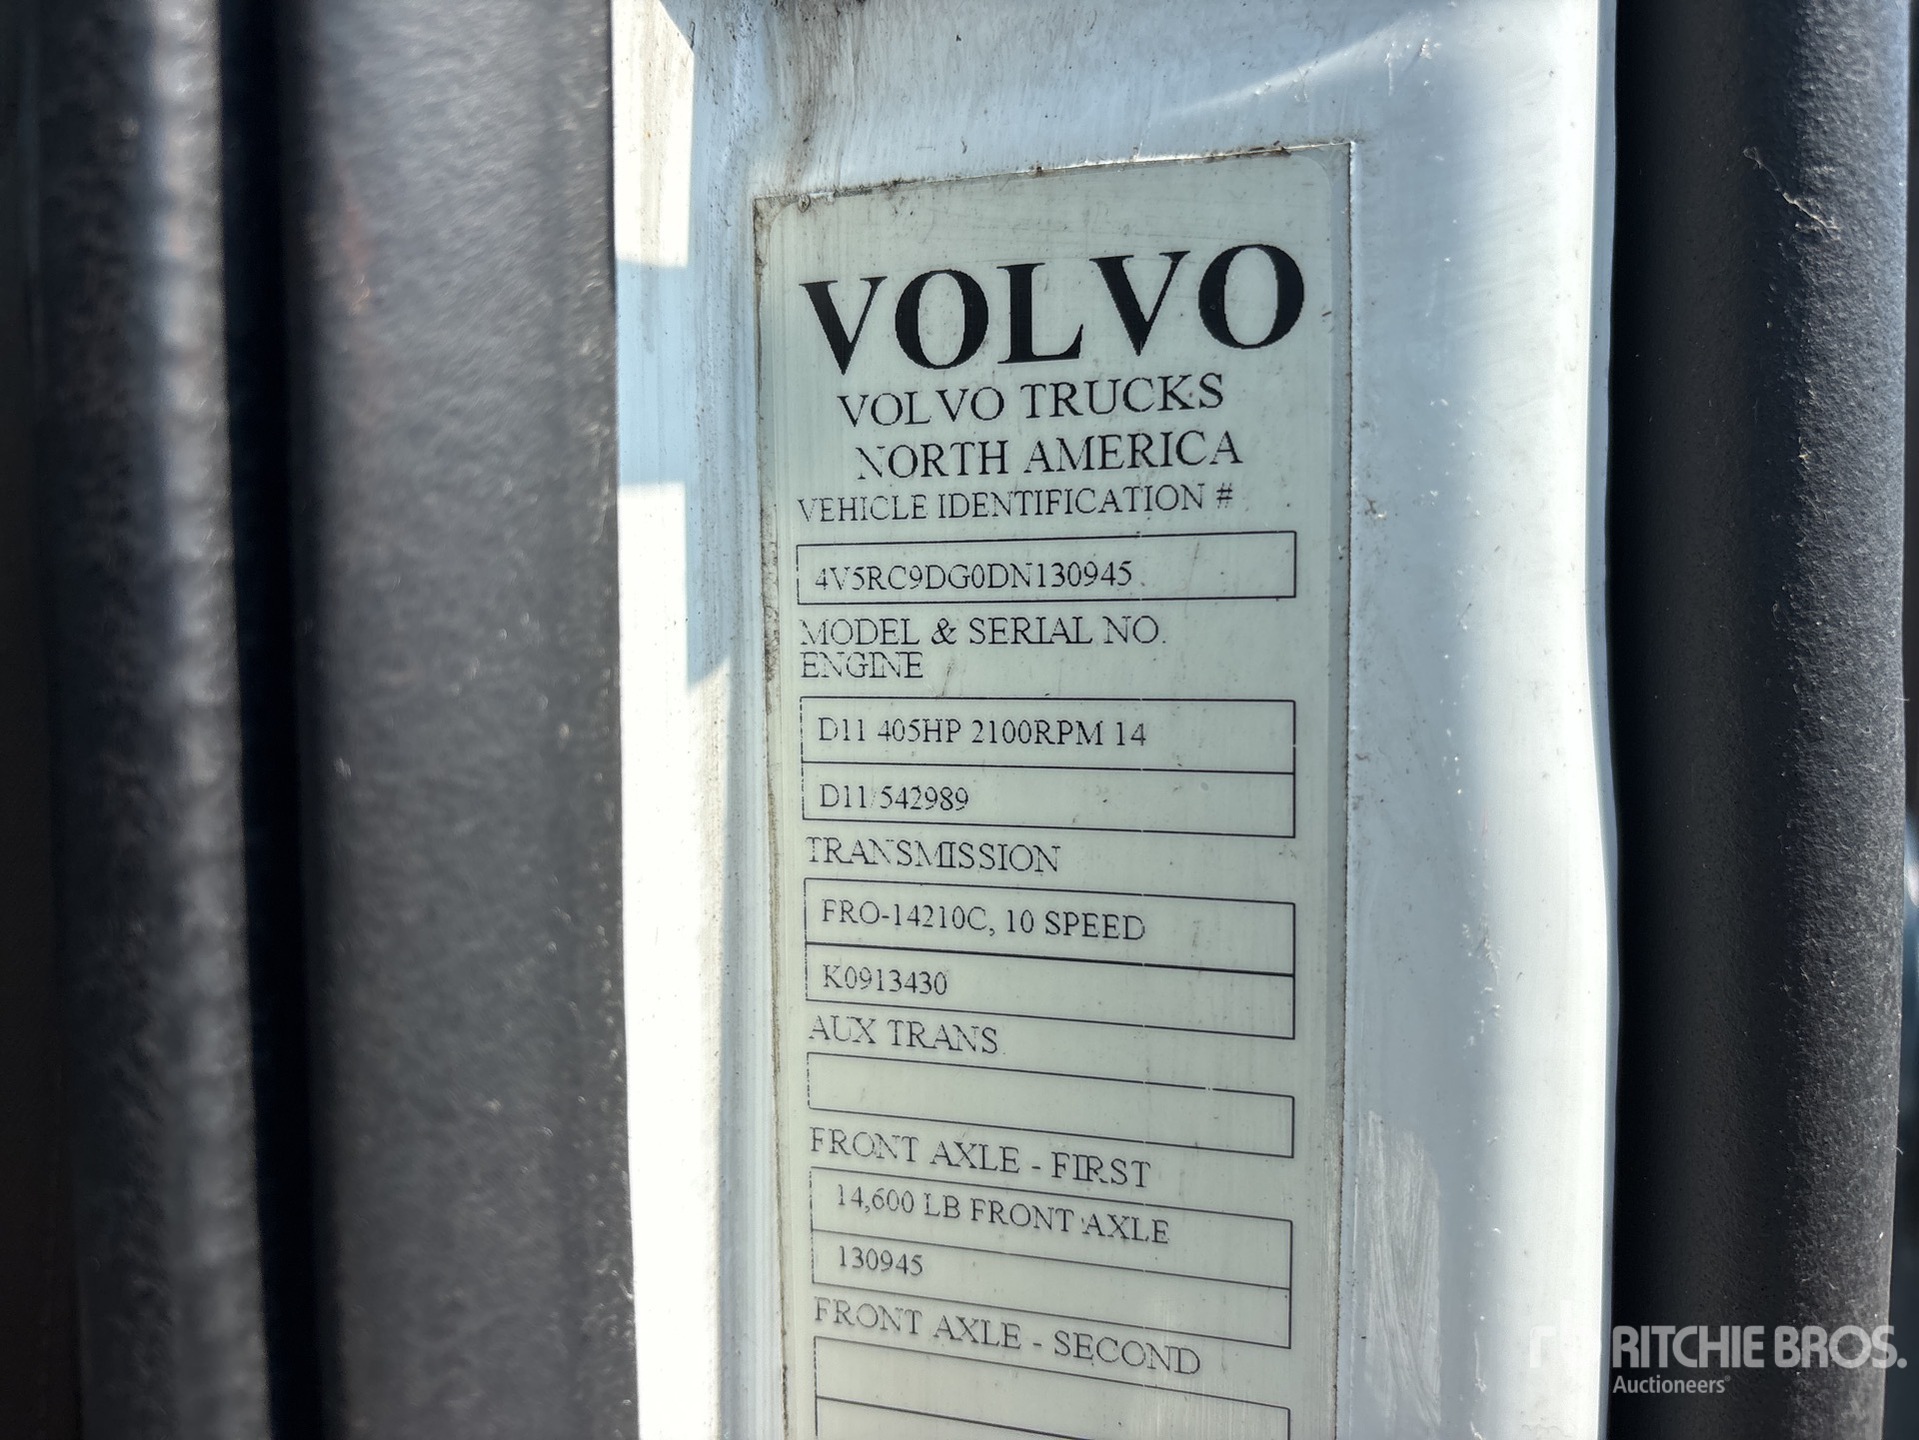 VOLVO
VOLVO TRUCKS
NORTH AMERICA
VEHICLE IDENTIFICATION #
4V5RC9DG0DN130945
MODEL & SERIAL NO.
ENGINE
D11 405HP 2100RPM 14
D11/542989
TRANSMISSION
FRO-14210C, 10 SPEED
K0913430
AUX TRANS.
FRONT AXLE - FIRST
14,600 LB FRONT AXLE
130945
FRONT AXLE - SECOND
RITCHIE BROS.
Auctioneers